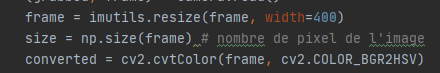 frame = imutils.resize(frame, width=400)
size = np.size(frame) # nombre de pixel de l'image
converted = cv2.cvtColor(frame, cv2.COLOR_BGR2HSV)